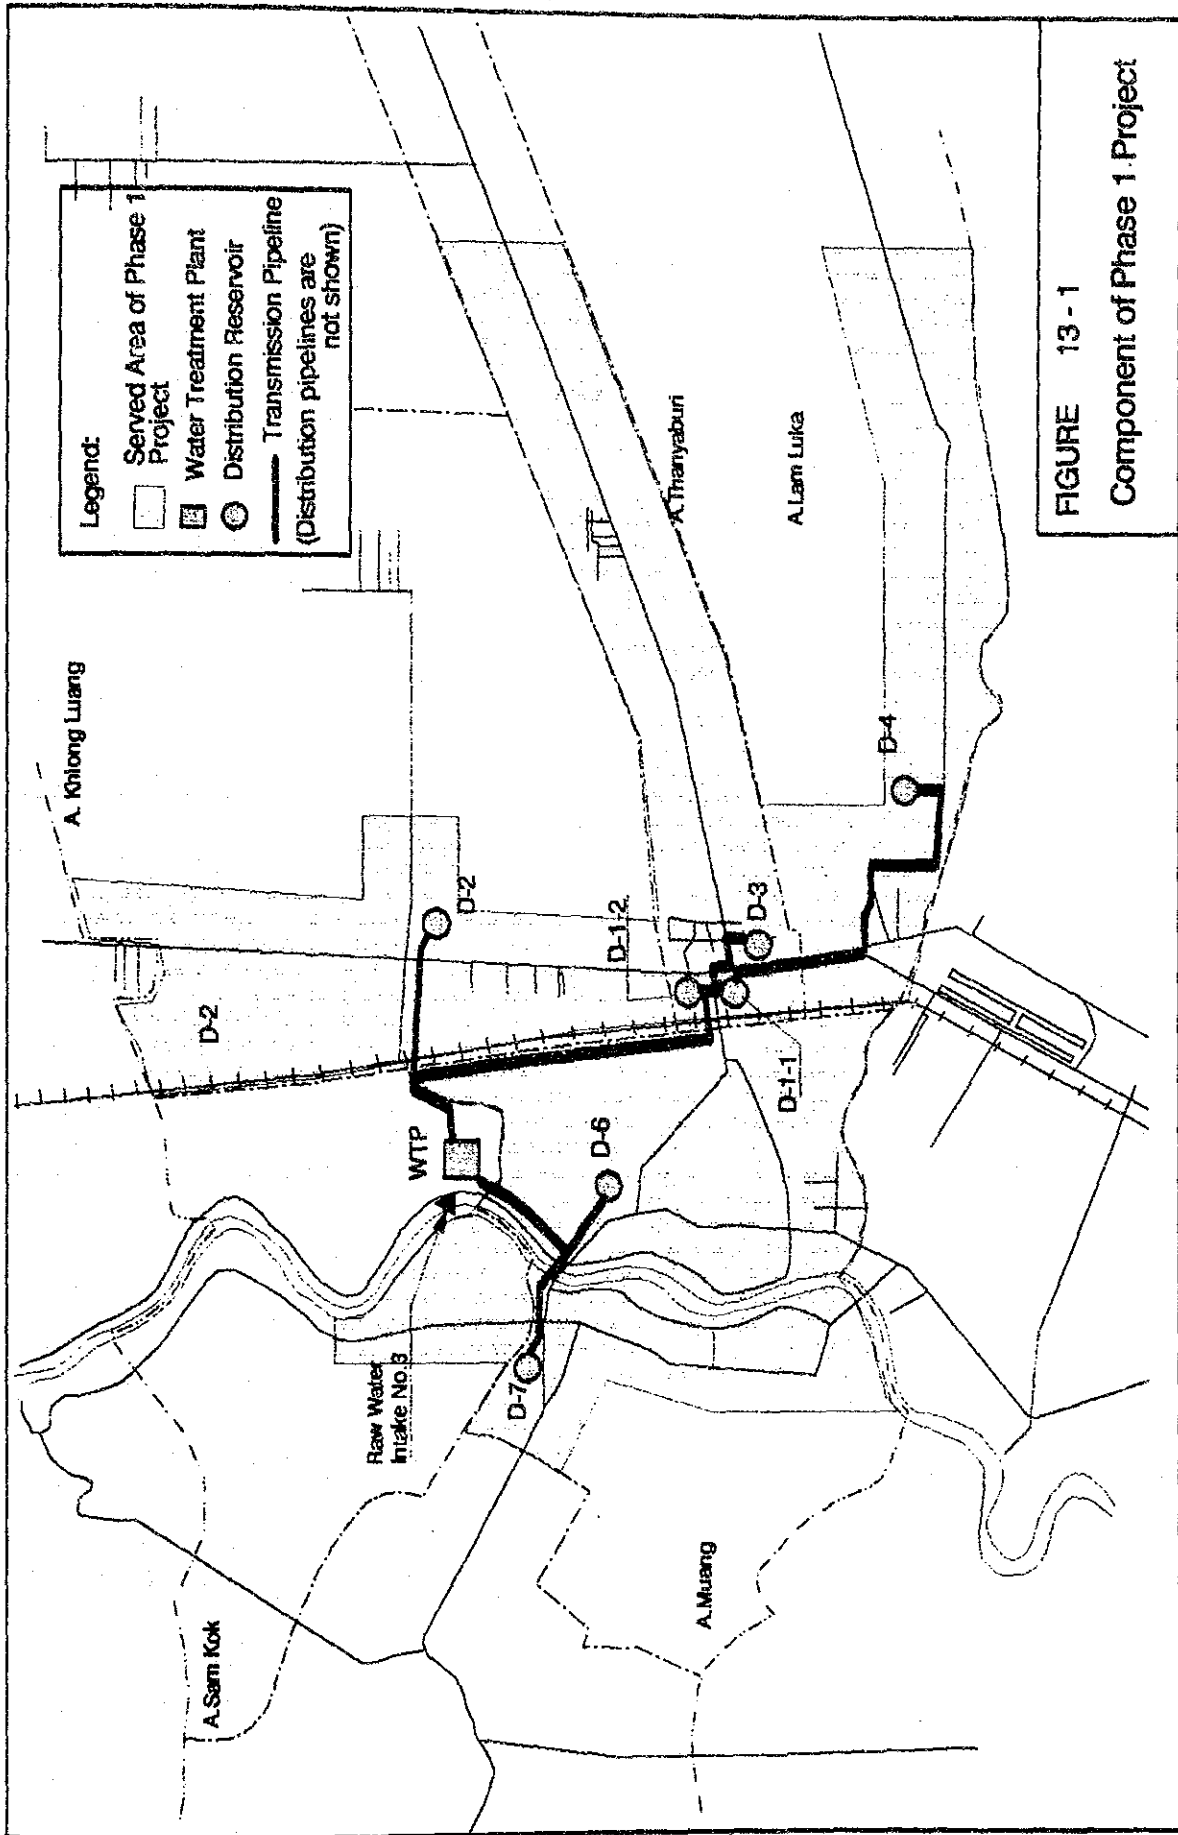 Legend:
Served Area of Phase 1
Project
Water Treatment Plant
Distribution Reservoir
Transmission Pipeline
(Distribution pipelines are
not shown)
A. Khlong Luang
D-2
D-2
WTP
Raw Water
Intake No.3
A.Sam Kok
D-7
D-6
D-1-2
D-1-1
D-3
D-4
A.Thanyaburi
A.Lam Luka
A.Muang
FIGURE 13-1
Component of Phase 1 Project